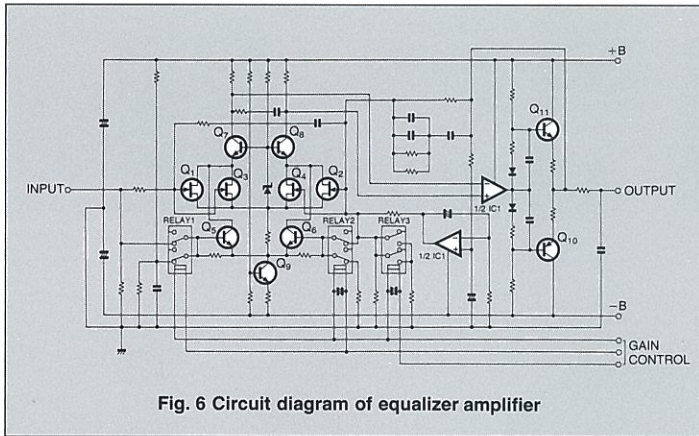 +B
Q7
Q8
Q11
Q1
Q3
Q4
Q2
INPUT
OUTPUT
1/2 IC1
RELAY1
RELAY2
RELAY3
Q5
Q6
1/2 IC1
Q10
Q9
-B
GAIN
CONTROL
Fig. 6 Circuit diagram of equalizer amplifier